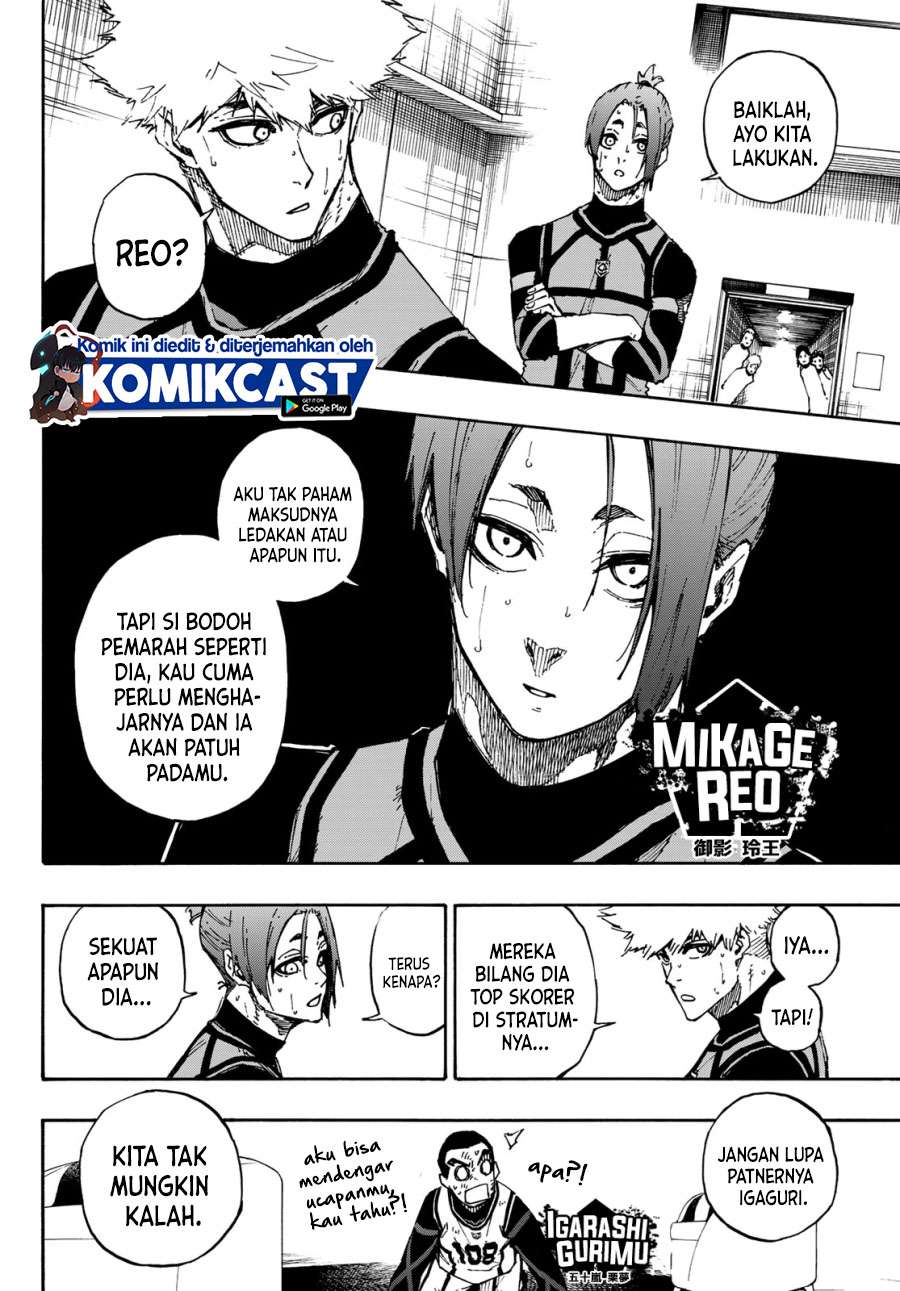 BAIKLAH,
AYO KITA
LAKUKAN.
REO?
Komik ini diedit & diterjemahkan oleh
KOMIKCAST
GET IT ON
Google Play
AKU TAK PAHAM
MAKSUDNYA
LEDAKAN ATAU
APAPUN ITU.
TAPI SI BODOH
PEMARAH SEPERTI
DIA, KAU CUMA
PERLU MENGHA-
JARNYA DAN IA
AKAN PATUH
PADAMU.
MIKAGE
REO
御影 玲王
IYA...
TAPI!
MEREKA
BILANG DIA
TOP SKORER
DI STRATUM-
NYA...
TERUS
KENAPA?
SEKUAT
APAPUN
DIA...
JANGAN LUPA
PATNERNYA
IGAGURI.
apa?!
aku bisa
mendengar
ucapanmu,
kau tahu?!
108
IGARASHI
GURIMU
五十嵐 栗夢
KITA TAK
MUNGKIN
KALAH.